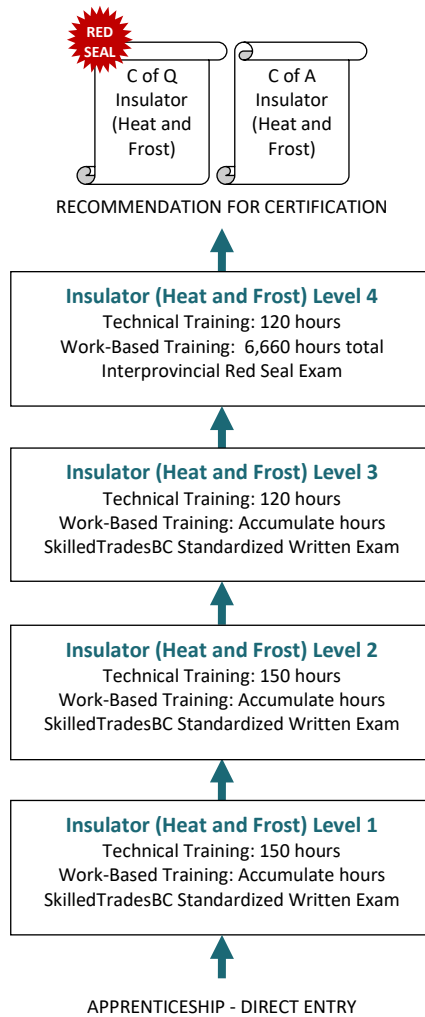 RED
SEAL
C of Q
Insulator
(Heat and
Frost)
C of A
Insulator
(Heat and
Frost)
RECOMMENDATION FOR CERTIFICATION
Insulator (Heat and Frost) Level 4
Technical Training: 120 hours
Work-Based Training:  6,660 hours total
Interprovincial Red Seal Exam
Insulator (Heat and Frost) Level 3
Technical Training: 120 hours
Work-Based Training: Accumulate hours
SkilledTradesBC Standardized Written Exam
Insulator (Heat and Frost) Level 2
Technical Training: 150 hours
Work-Based Training: Accumulate hours
SkilledTradesBC Standardized Written Exam
Insulator (Heat and Frost) Level 1
Technical Training: 150 hours
Work-Based Training: Accumulate hours
SkilledTradesBC Standardized Written Exam
APPRENTICESHIP - DIRECT ENTRY